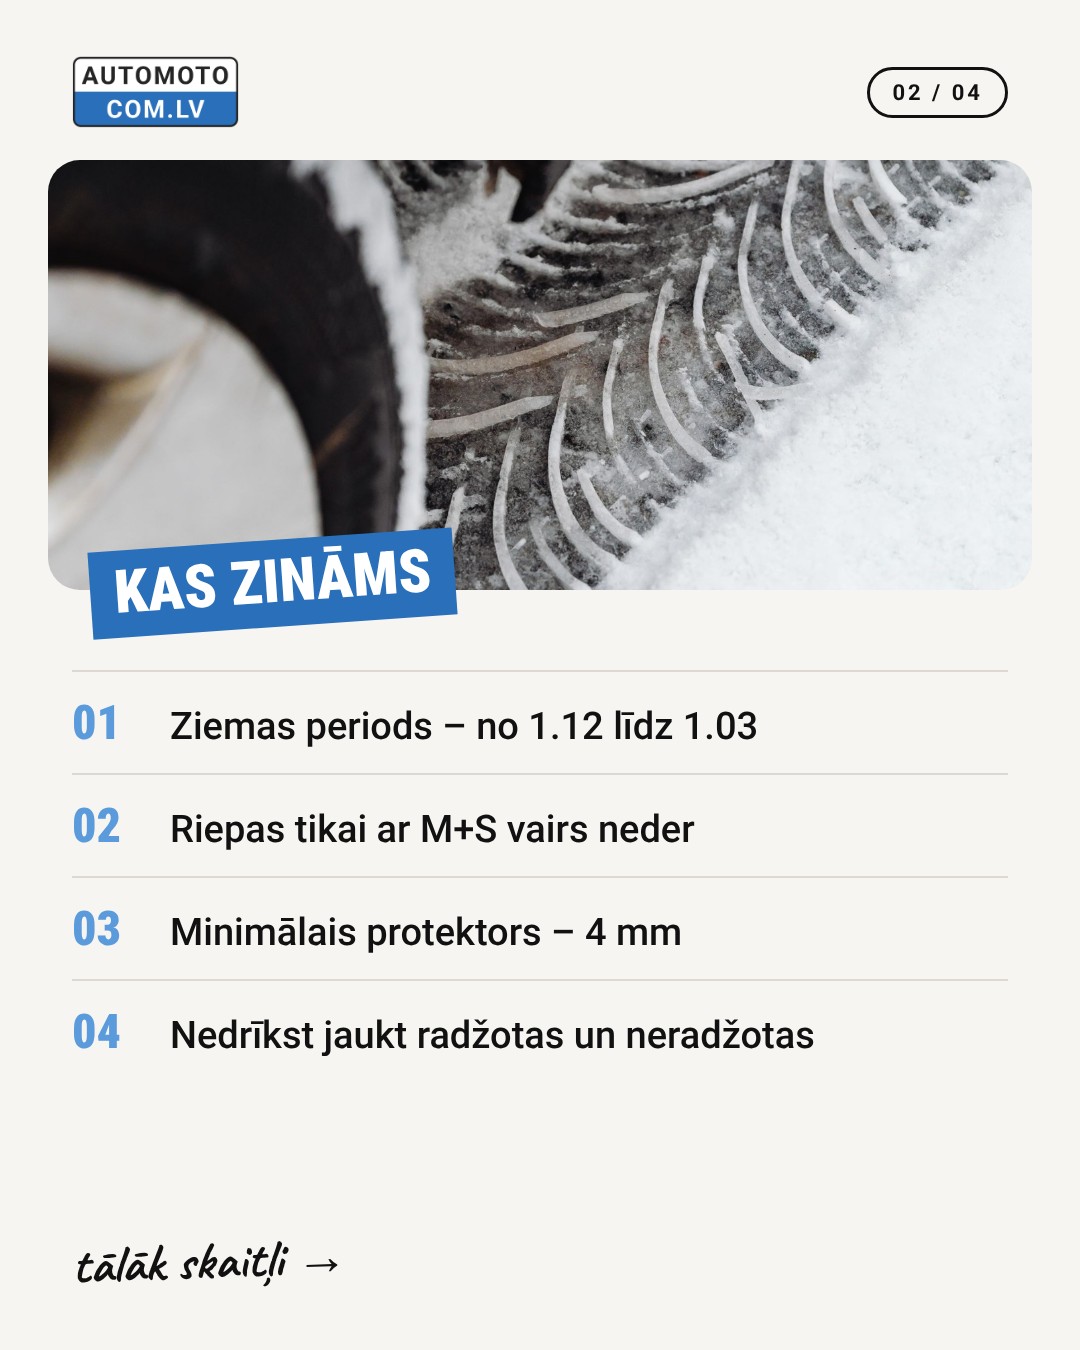 AUTOMOTO
COM.LV
02 / 04
KAS ZINĀMS
01 Ziemas periods – no 1.12 līdz 1.03
02 Riepas tikai ar M+S vairs neder
03 Minimālais protektors – 4 mm
04 Nedrīkst jaukt radžotas un neradžotas
tālāk skaitļi →